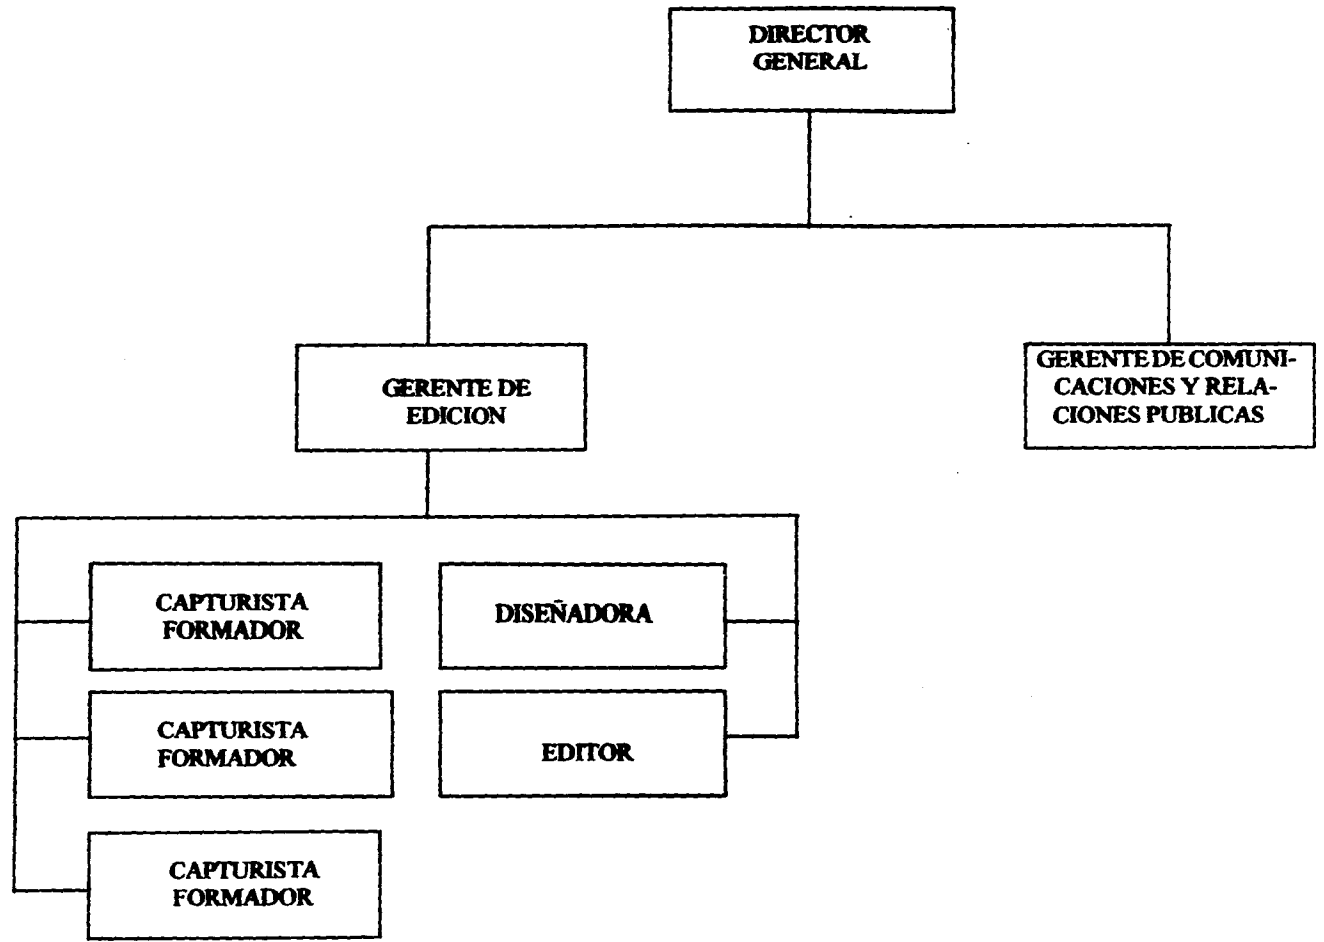 DIRECTOR
GENERAL
GERENTE DE
EDICION
GERENTE DE COMUNI-
CACIONES Y RELA-
CIONES PUBLICAS
CAPTURISTA
FORMADOR
DISEÑADORA
CAPTURISTA
FORMADOR
EDITOR
CAPTURISTA
FORMADOR